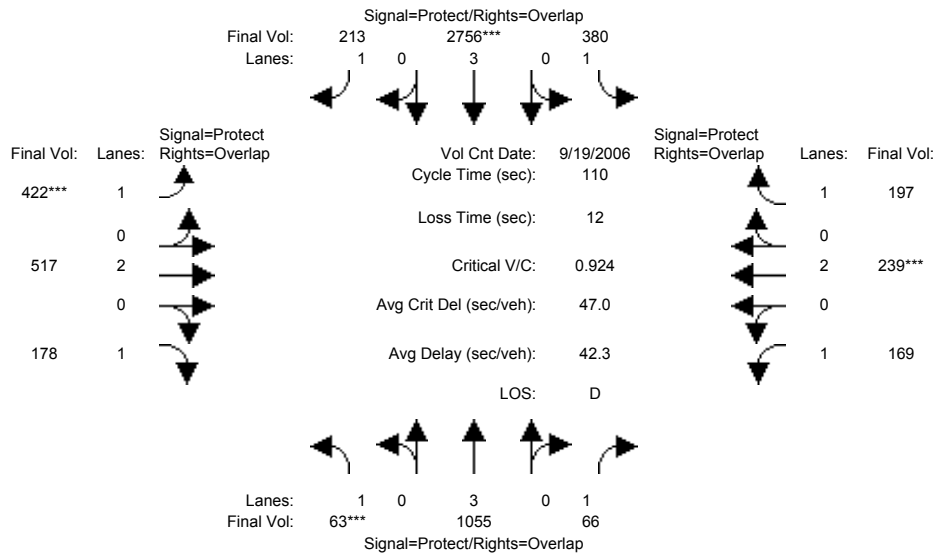 Signal=Protect/Rights=Overlap
Final Vol: 213 2756*** 380
Lanes: 1 0 3 0 1
Signal=Protect
Final Vol: Lanes: Rights=Overlap
Vol Cnt Date: 9/19/2006
Signal=Protect
Rights=Overlap Lanes: Final Vol:
Cycle Time (sec): 110
422*** 1
1 197
Loss Time (sec): 12
0
0
517 2
Critical V/C: 0.924
2 239***
0
Avg Crit Del (sec/veh): 47.0
0
178 1
Avg Delay (sec/veh): 42.3
1 169
LOS: D
Lanes: 1 0 3 0 1
Final Vol: 63*** 1055 66
Signal=Protect/Rights=Overlap